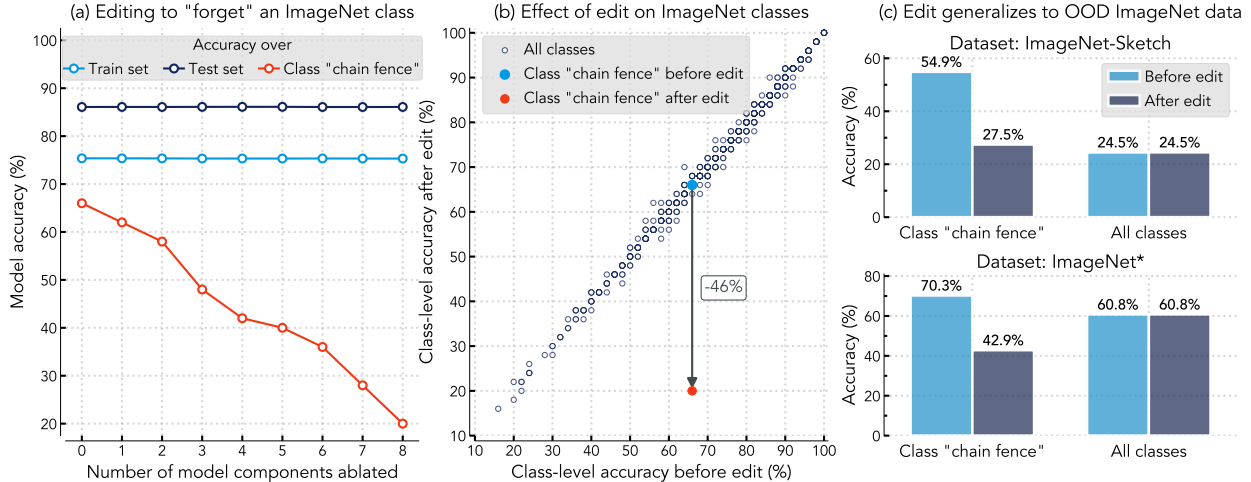 (a) Editing to "forget" an ImageNet class
Accuracy over
Train set
Test set
Class "chain fence"
Model accuracy (%)
100
90
80
70
60
50
40
30
20
0 1 2 3 4 5 6 7 8
Number of model components ablated
(b) Effect of edit on ImageNet classes
All classes
Class "chain fence" before edit
Class "chain fence" after edit
Class-level accuracy after edit (%)
100
90
80
70
60
50
40
30
20
10
-46%
10 20 30 40 50 60 70 80 90 100
Class-level accuracy before edit (%)
(c) Edit generalizes to OOD ImageNet data
Dataset: ImageNet-Sketch
Before edit
After edit
Accuracy (%)
60
40
20
0
54.9%
27.5%
24.5%
24.5%
Class "chain fence"
All classes
Dataset: ImageNet*
Accuracy (%)
80
60
40
20
0
70.3%
42.9%
60.8%
60.8%
Class "chain fence"
All classes